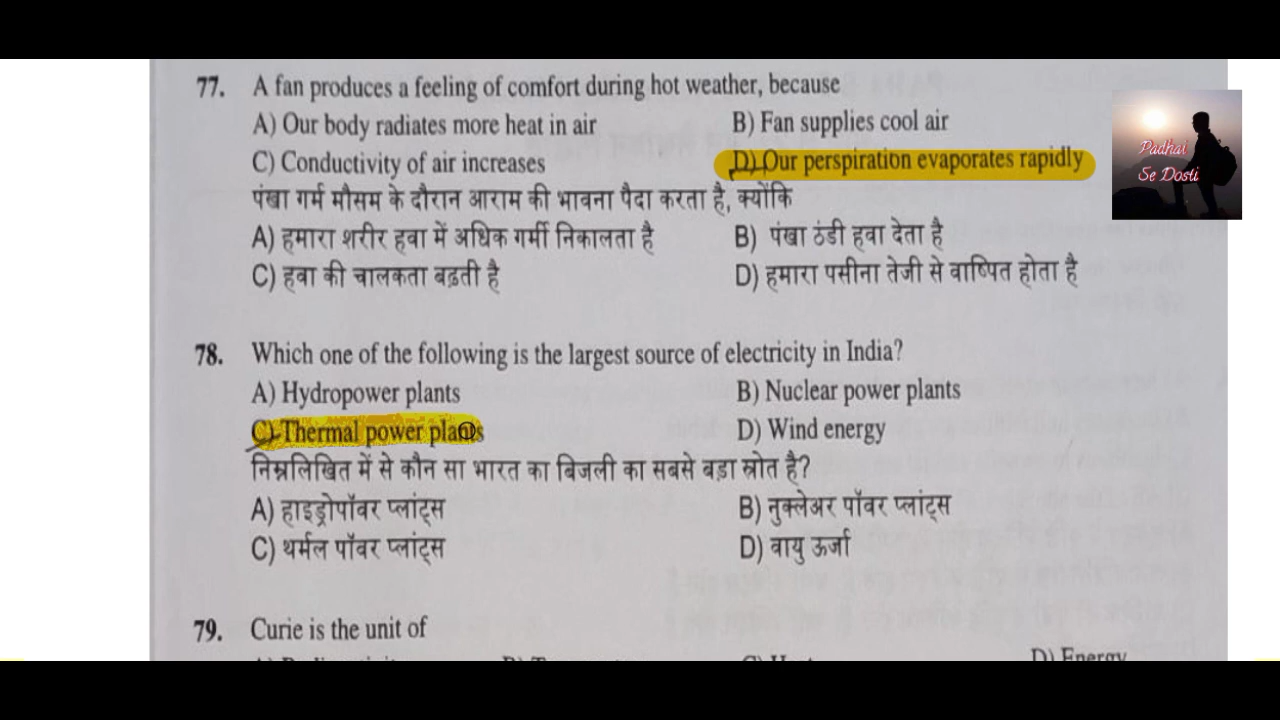 77. A fan produces a feeling of comfort during hot weather, because
A) Our body radiates more heat in air B) Fan supplies cool air
C) Conductivity of air increases D) Our perspiration evaporates rapidly
पंखा गर्म मौसम के दौरान आराम की भावना पैदा करता है, क्योंकि
A) हमारा शरीर हवा में अधिक गर्मी निकालता है B) पंखा ठंडी हवा देता है
C) हवा की चालकता बढ़ती है D) हमारा पसीना तेजी से वाष्पित होता है
78. Which one of the following is the largest source of electricity in India?
A) Hydropower plants B) Nuclear power plants
C) Thermal power plants D) Wind energy
निम्नलिखित में से कौन सा भारत का बिजली का सबसे बड़ा स्रोत है?
A) हाइड्रोपॉवर प्लांट्स B) नुक्लेअर पॉवर प्लांट्स
C) थर्मल पॉवर प्लांट्स D) वायु ऊर्जा
79. Curie is the unit of
D) Energy
Padhai
Se Dosti